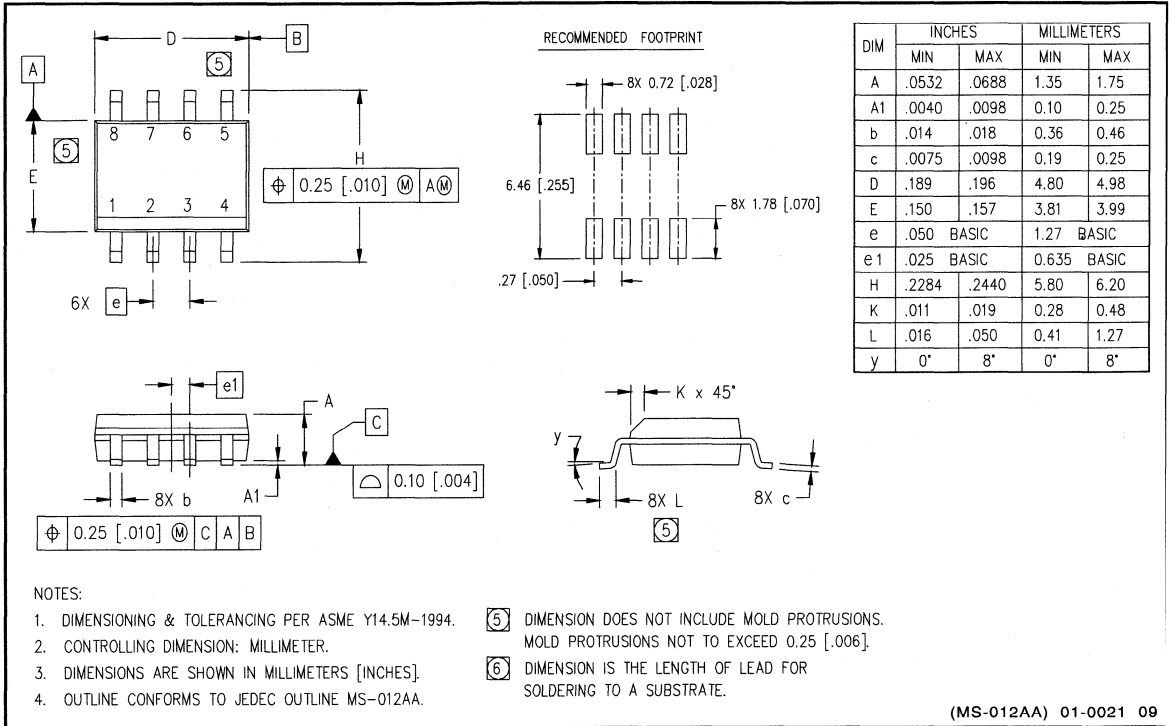 D
B
5
A
8 7 6 5
5
E
H
⌖ 0.25 [.010] Ⓜ AⓂ
1 2 3 4
6X e
RECOMMENDED FOOTPRINT
8X 0.72 [.028]
6.46 [.255]
8X 1.78 [.070]
.27 [.050]
DIM INCHES MILLIMETERS
MIN MAX MIN MAX
A .0532 .0688 1.35 1.75
A1 .0040 .0098 0.10 0.25
b .014 .018 0.36 0.46
c .0075 .0098 0.19 0.25
D .189 .196 4.80 4.98
E .150 .157 3.81 3.99
e .050 BASIC 1.27 BASIC
e1 .025 BASIC 0.635 BASIC
H .2284 .2440 5.80 6.20
K .011 .019 0.28 0.48
L .016 .050 0.41 1.27
y 0° 8° 0° 8°
e1
A
C
⌓ 0.10 [.004]
8X b
A1
⌖ 0.25 [.010] Ⓜ C A B
K x 45°
y
8X L
8X c
5
NOTES:
1. DIMENSIONING & TOLERANCING PER ASME Y14.5M-1994.
2. CONTROLLING DIMENSION: MILLIMETER.
3. DIMENSIONS ARE SHOWN IN MILLIMETERS [INCHES].
4. OUTLINE CONFORMS TO JEDEC OUTLINE MS-012AA.
5 DIMENSION DOES NOT INCLUDE MOLD PROTRUSIONS.
MOLD PROTRUSIONS NOT TO EXCEED 0.25 [.006].
6 DIMENSION IS THE LENGTH OF LEAD FOR
SOLDERING TO A SUBSTRATE.
(MS-012AA) 01-0021 09